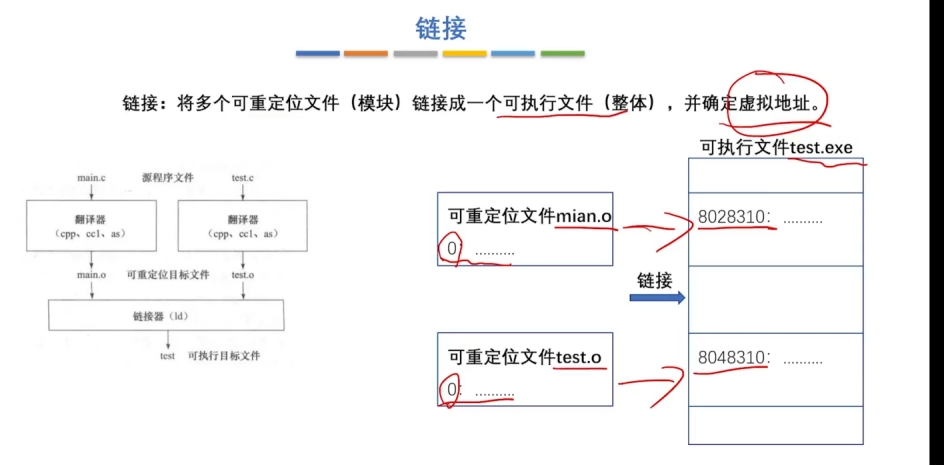 链接
链接：将多个可重定位文件（模块）链接成一个可执行文件（整体），并确定虚拟地址。
可执行文件test.exe
main.c 源程序文件 test.c
翻译器
（cpp、cc1、as）
翻译器
（cpp、cc1、as）
main.o 可重定位目标文件 test.o
链接器（ld）
test 可执行目标文件
可重定位文件mian.o
0: .........
链接
可重定位文件test.o
0: .........
8028310: .........
8048310: .........